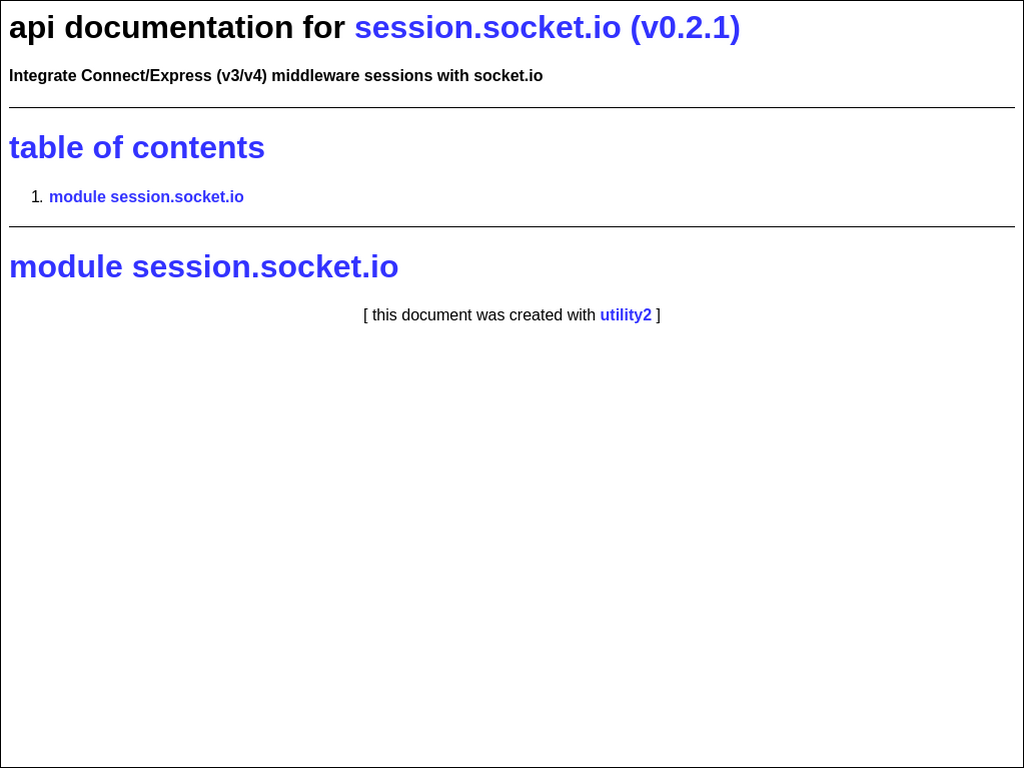 api documentation for session.socket.io (v0.2.1)
Integrate Connect/Express (v3/v4) middleware sessions with socket.io
table of contents
1. module session.socket.io
module session.socket.io
[ this document was created with utility2 ]